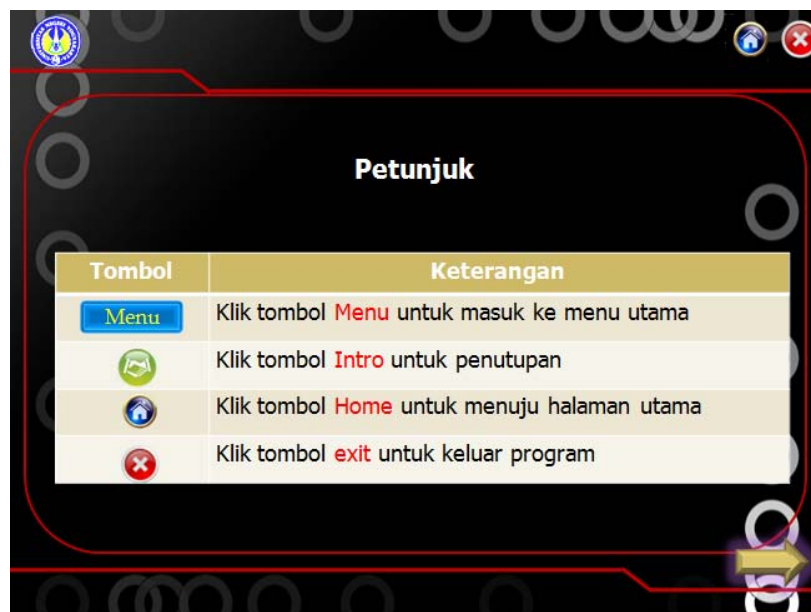 Petunjuk
Tombol Keterangan
Menu Klik tombol Menu untuk masuk ke menu utama
Klik tombol Intro untuk penutupan
Klik tombol Home untuk menuju halaman utama
Klik tombol exit untuk keluar program